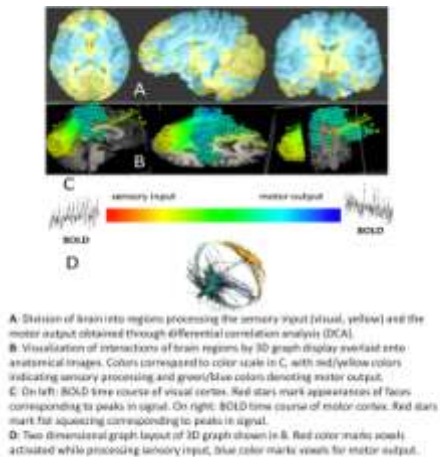 A
B
C
sensory input
motor output
BOLD
BOLD
D
A: Division of brain into regions processing the sensory input (visual, yellow) and the
motor output obtained through differential correlation analysis (DCA).
B: Visualization of interactions of brain regions by 3D graph display overlaid onto
anatomical images. Colors correspond to color scale in C, with red/yellow colors
indicating sensory processing and green/blue colors denoting motor output.
C: On left: BOLD time course of visual cortex. Red stars mark appearances of faces
corresponding to peaks in signal. On right: BOLD time course of motor cortex. Red stars
mark fist squeezing corresponding to peaks in signal.
D: Two dimensional graph layout of 3D graph shown in B. Red color marks voxels
activated while processing sensory input, blue color marks voxels for motor output.